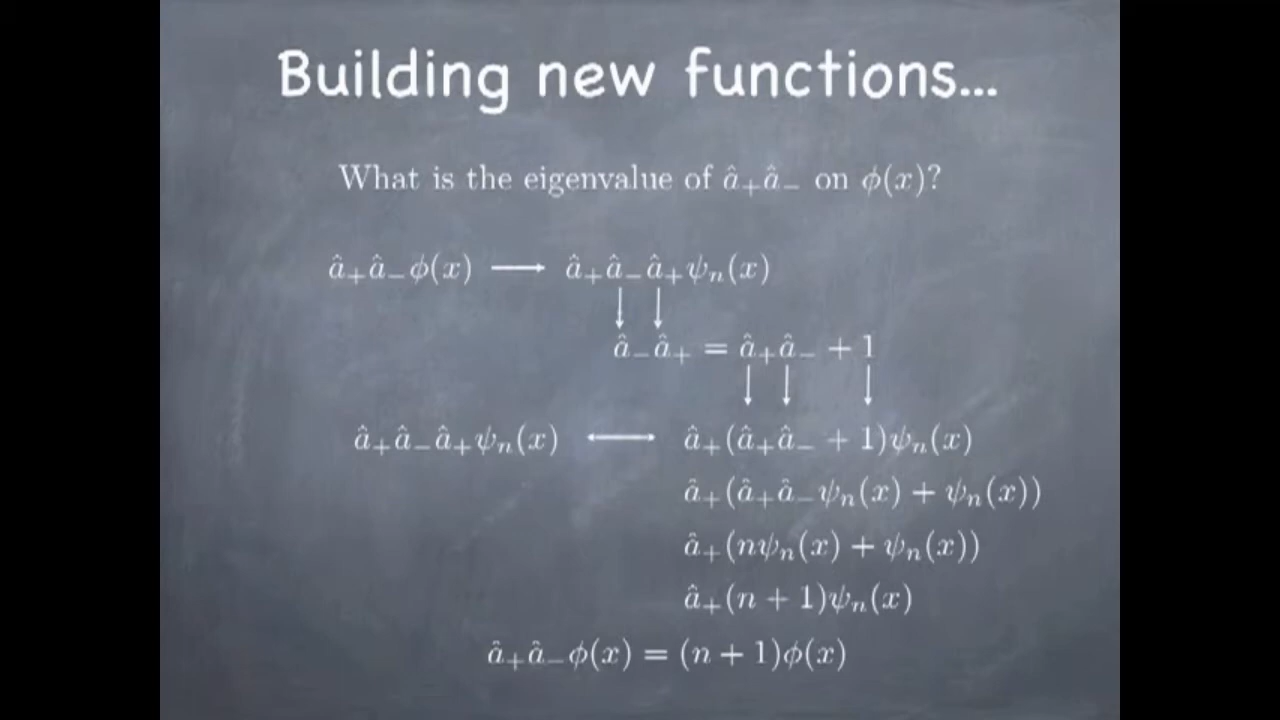 Building new functions...
What is the eigenvalue of â₊â₋ on ϕ(x)?
â₊â₋ϕ(x) ⟶ â₊â₋â₊ψₙ(x)
â₋â₊ = â₊â₋ + 1
â₊â₋â₊ψₙ(x) ⟷ â₊(â₊â₋ + 1)ψₙ(x)
â₊(â₊â₋ψₙ(x) + ψₙ(x))
â₊(nψₙ(x) + ψₙ(x))
â₊(n + 1)ψₙ(x)
â₊â₋ϕ(x) = (n + 1)ϕ(x)